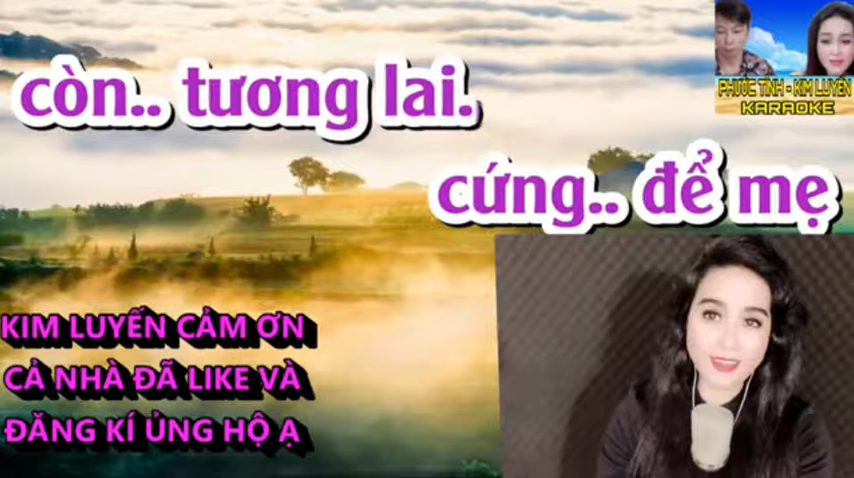 còn.. tương lai.
cứng.. để mẹ
PHƯỚC TÌNH - KIM LUYẾN
KARAOKE
KIM LUYẾN CẢM ƠN
CẢ NHÀ ĐÃ LIKE VÀ
ĐĂNG KÍ ỦNG HỘ Ạ